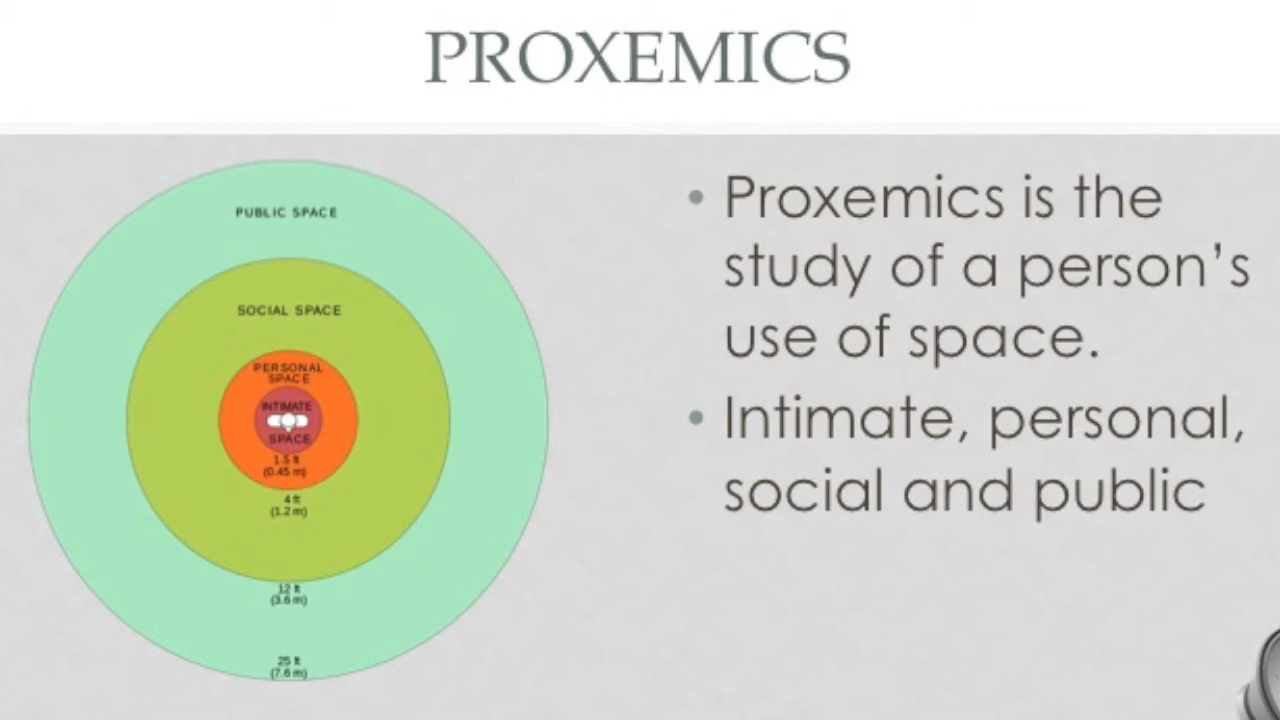 PROXEMICS
PUBLIC SPACE
SOCIAL SPACE
PERSONAL
SPACE
INTIMATE
SPACE
1.5 ft
(0.45 m)
4 ft
(1.2 m)
12 ft
(3.6 m)
25 ft
(7.6 m)
• Proxemics is the
study of a person’s
use of space.
• Intimate, personal,
social and public